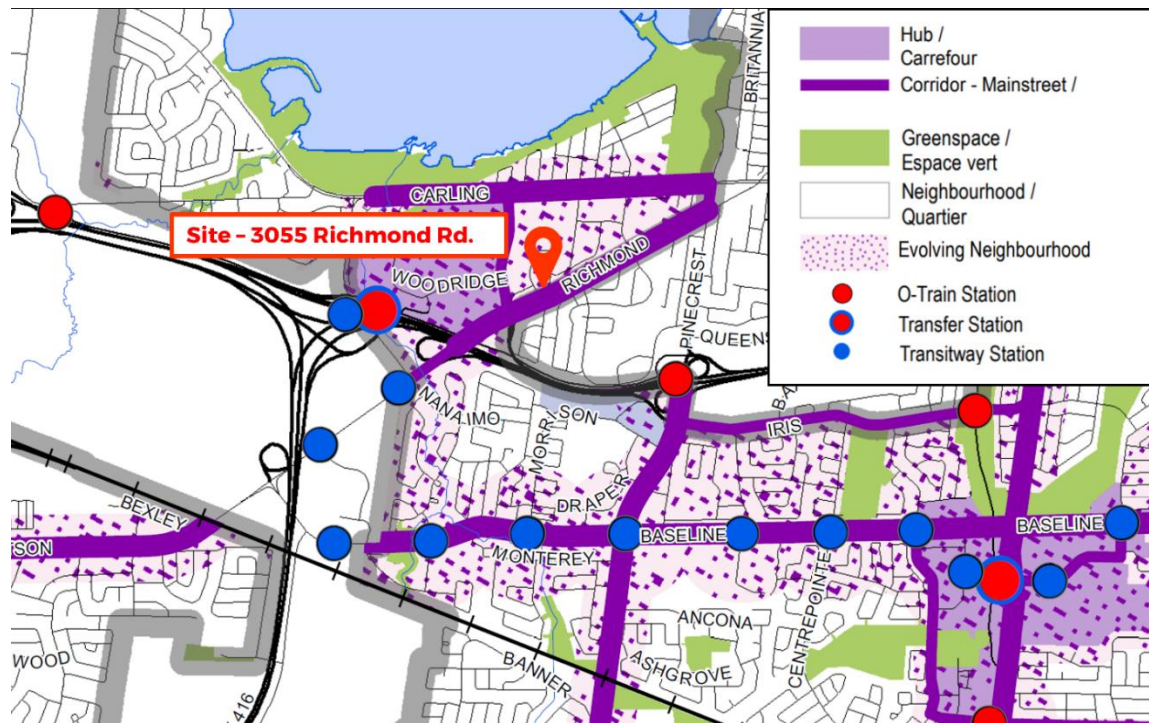 BRITANNIA
CARLING
Site – 3055 Richmond Rd.
WOODRIDGE
RICHMOND
PINECREST
QUEENS
NANAIMO
MORRISON
BA
IRIS
DRAPER
BEXLEY
SON
BASELINE
BASELINE
MONTEREY
CENTREPOINTE
ANCONA
WOOD
BANNER
ASHGROVE
416
Hub /
Carrefour
Corridor - Mainstreet /
Greenspace /
Espace vert
Neighbourhood /
Quartier
Evolving Neighbourhood
O-Train Station
Transfer Station
Transitway Station